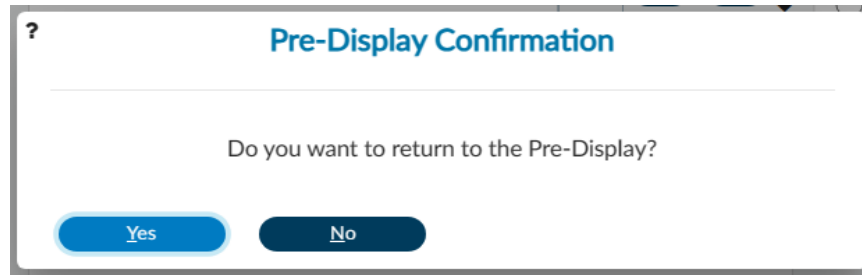 ?
Pre-Display Confirmation
Do you want to return to the Pre-Display?
Yes
No